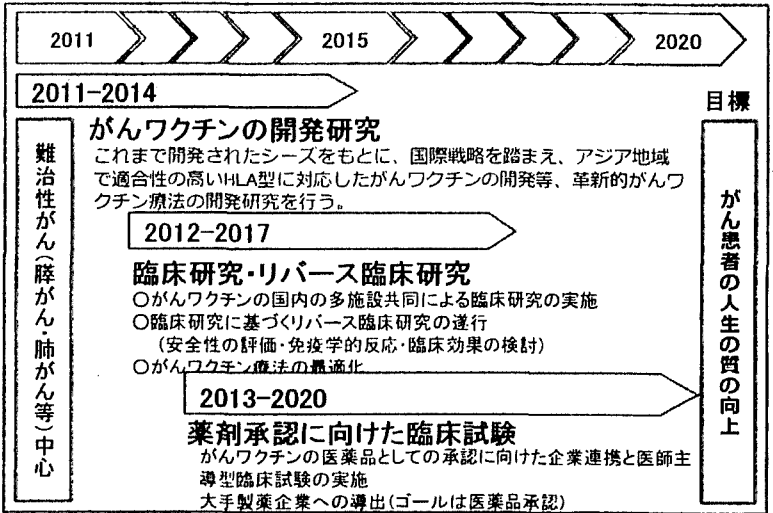 2011
2015
2020
2011-2014
目標
がんワクチンの開発研究
これまで開発されたシーズをもとに、国際戦略を踏まえ、アジア地域
で適合性の高いHLA型に対応したがんワクチンの開発等、革新的がんワ
クチン療法の開発研究を行う。
難治性がん(膵がん・肺がん等)中心
がん患者の人生の質の向上
2012-2017
臨床研究・リバース臨床研究
○がんワクチンの国内の多施設共同による臨床研究の実施
○臨床研究に基づくリバース臨床研究の遂行
(安全性の評価・免疫学的反応・臨床効果の検討)
○がんワクチン療法の最適化
2013-2020
薬剤承認に向けた臨床試験
がんワクチンの医薬品としての承認に向けた企業連携と医師主
導型臨床試験の実施
大手製薬企業への導出(ゴールは医薬品承認)